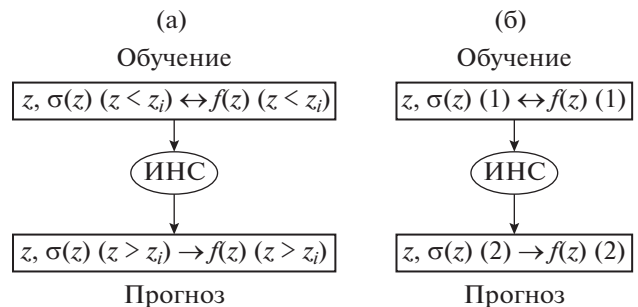 (а)
Обучение
z, σ(z) (z < zᵢ) ↔ f(z) (z < zᵢ)
ИНС
z, σ(z) (z > zᵢ) → f(z) (z > zᵢ)
Прогноз
(б)
Обучение
z, σ(z) (1) ↔ f(z) (1)
ИНС
z, σ(z) (2) → f(z) (2)
Прогноз